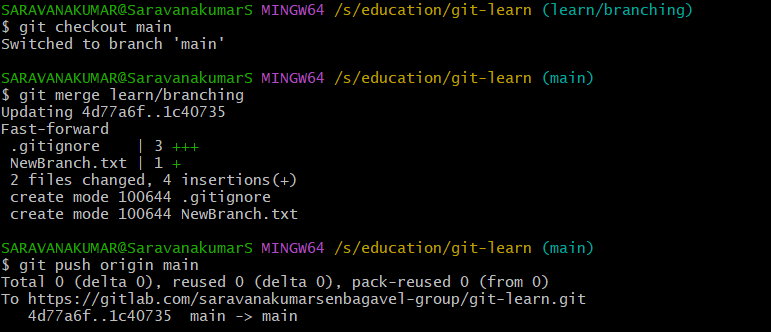 SARAVANAKUMAR@SaravanakumarS MINGW64 /s/education/git-learn (learn/branching)
$ git checkout main
Switched to branch 'main'
SARAVANAKUMAR@SaravanakumarS MINGW64 /s/education/git-learn (main)
$ git merge learn/branching
Updating 4d77a6f..1c40735
Fast-forward
.gitignore | 3 +++
NewBranch.txt | 1 +
2 files changed, 4 insertions(+)
create mode 100644 .gitignore
create mode 100644 NewBranch.txt
SARAVANAKUMAR@SaravanakumarS MINGW64 /s/education/git-learn (main)
$ git push origin main
Total 0 (delta 0), reused 0 (delta 0), pack-reused 0 (from 0)
To https://gitlab.com/saravanakumarsenbagavel-group/git-learn.git
4d77a6f..1c40735 main -> main